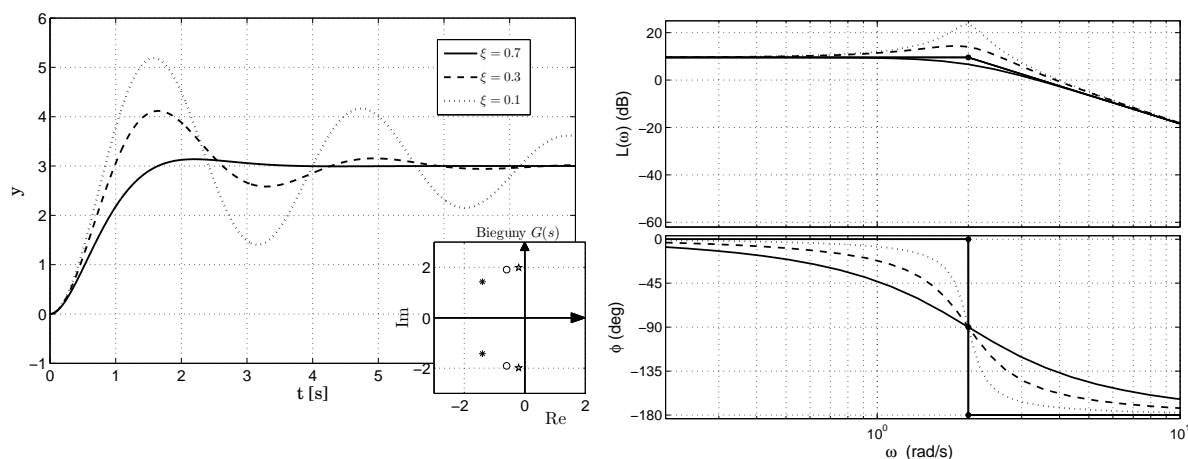 6
5
4
3
2
1
0
−1
y
0 1 2 3 4 5
t [s]
ξ = 0.7
ξ = 0.3
ξ = 0.1
Bieguny G(s)
2
0
−2
Im
−2 0 2
Re
20
0
−20
−40
−60
L(ω) (dB)
0
−45
−90
−135
−180
ϕ (deg)
10^0
ω (rad/s)